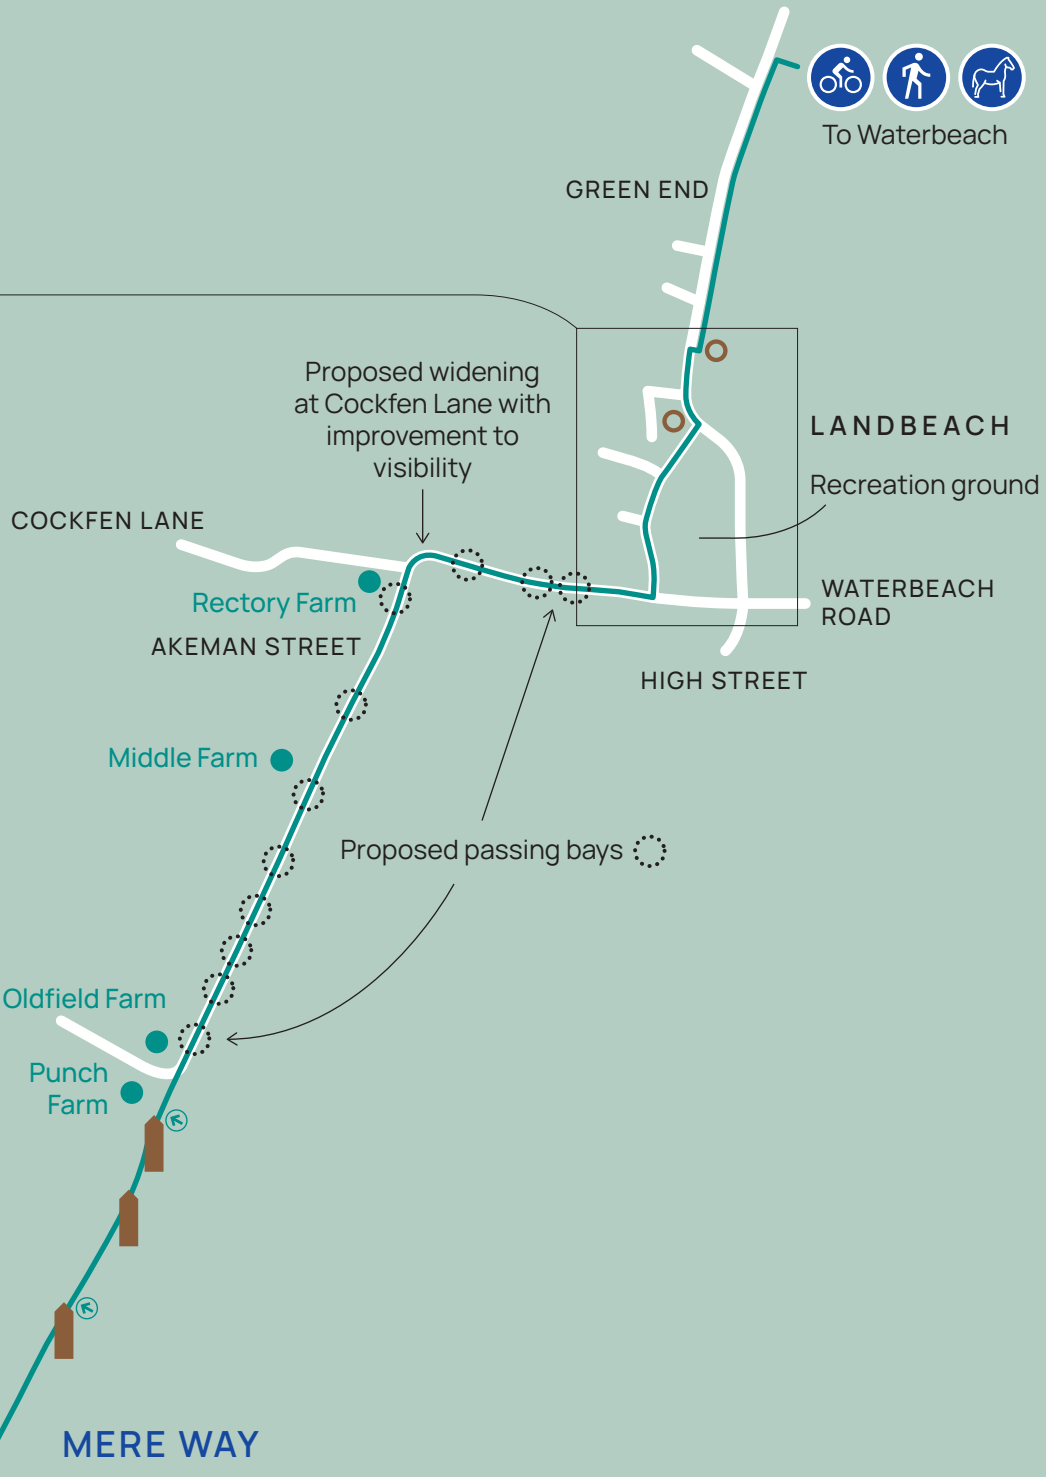 To Waterbeach
GREEN END
Proposed widening
at Cockfen Lane with
improvement to
visibility
LANDBEACH
Recreation ground
COCKFEN LANE
WATERBEACH
ROAD
Rectory Farm
AKEMAN STREET
HIGH STREET
Middle Farm
Proposed passing bays
Oldfield Farm
Punch
Farm
MERE WAY